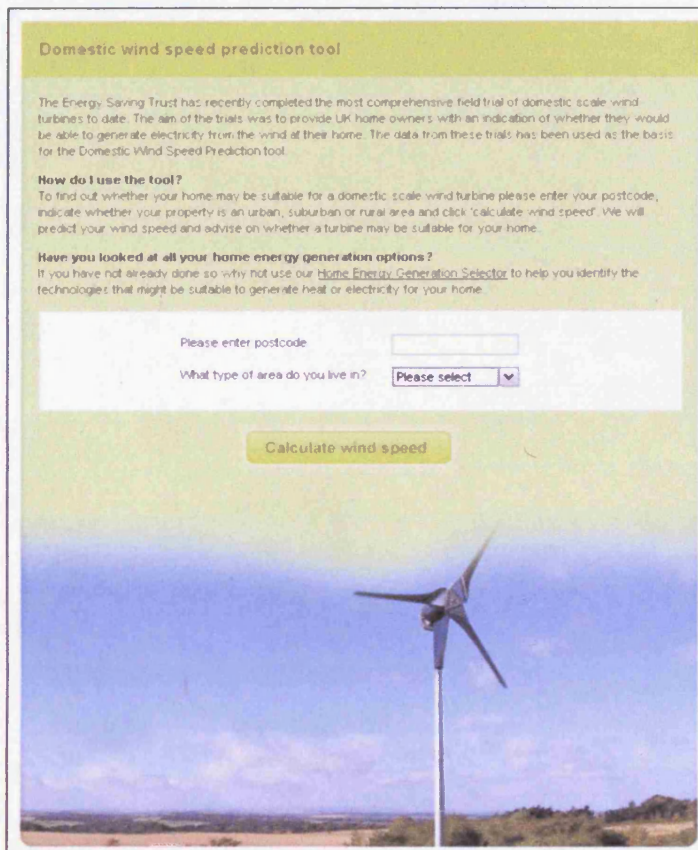 Domestic wind speed prediction tool
The Energy Saving Trust has recently completed the most comprehensive field trial of domestic scale wind
turbines to date. The aim of the trials was to provide UK home owners with an indication of whether they would
be able to generate electricity from the wind at their home. The data from these trials has been used as the basis
for the Domestic Wind Speed Prediction tool.
How do I use the tool?
To find out whether your home may be suitable for a domestic scale wind turbine please enter your postcode,
indicate whether your property is an urban, suburban or rural area and click 'calculate wind speed'. We will
predict your wind speed and advise on whether a turbine may be suitable for your home.
Have you looked at all your home energy generation options?
If you have not already done so why not use our Home Energy Generation Selector to help you identify the
technologies that might be suitable to generate heat or electricity for your home.
Please enter postcode
What type of area do you live in?
Please select
Calculate wind speed